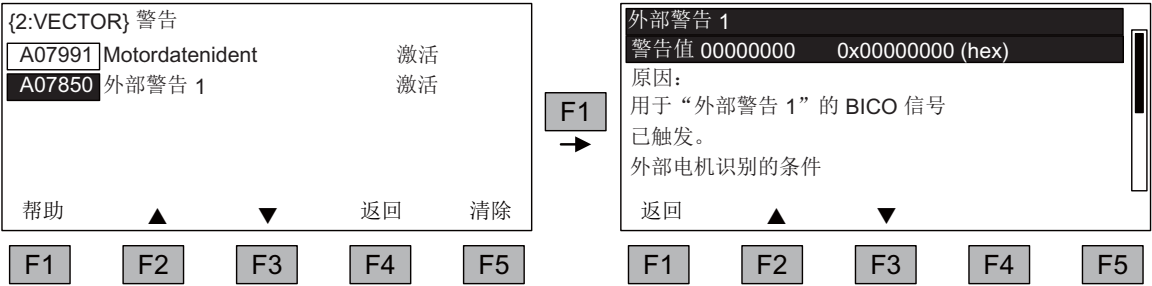 {2:VECTOR} 警告
A07991 Motordatenident 激活
A07850 外部警告 1 激活
帮助 ▲ ▼ 返回 清除
F1 F2 F3 F4 F5
F1
外部警告 1
警告值 00000000 0x00000000 (hex)
原因：
用于“外部警告 1”的 BICO 信号
已触发。
外部电机识别的条件
返回 ▲ ▼
F1 F2 F3 F4 F5